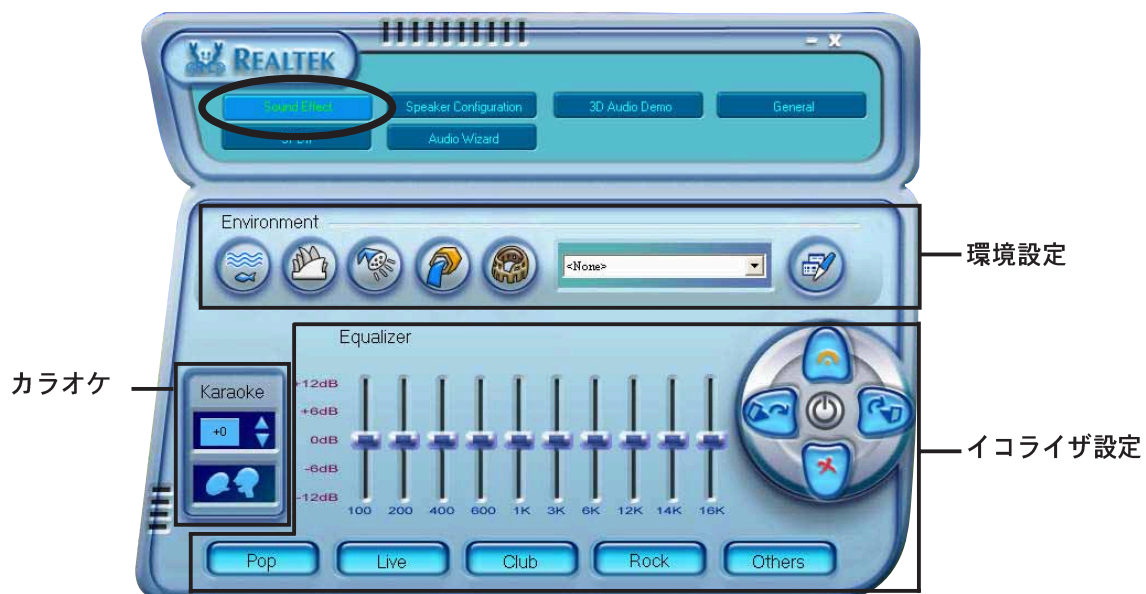 REALTEK
Sound Effect
Speaker Configuration
3D Audio Demo
General
Audio Wizard
Environment
<None>
環境設定
Equalizer
カラオケ
Karaoke
+0
+12dB
+6dB
0dB
-6dB
-12dB
100 200 400 600 1K 3K 6K 12K 14K 16K
イコライザ設定
Pop Live Club Rock Others